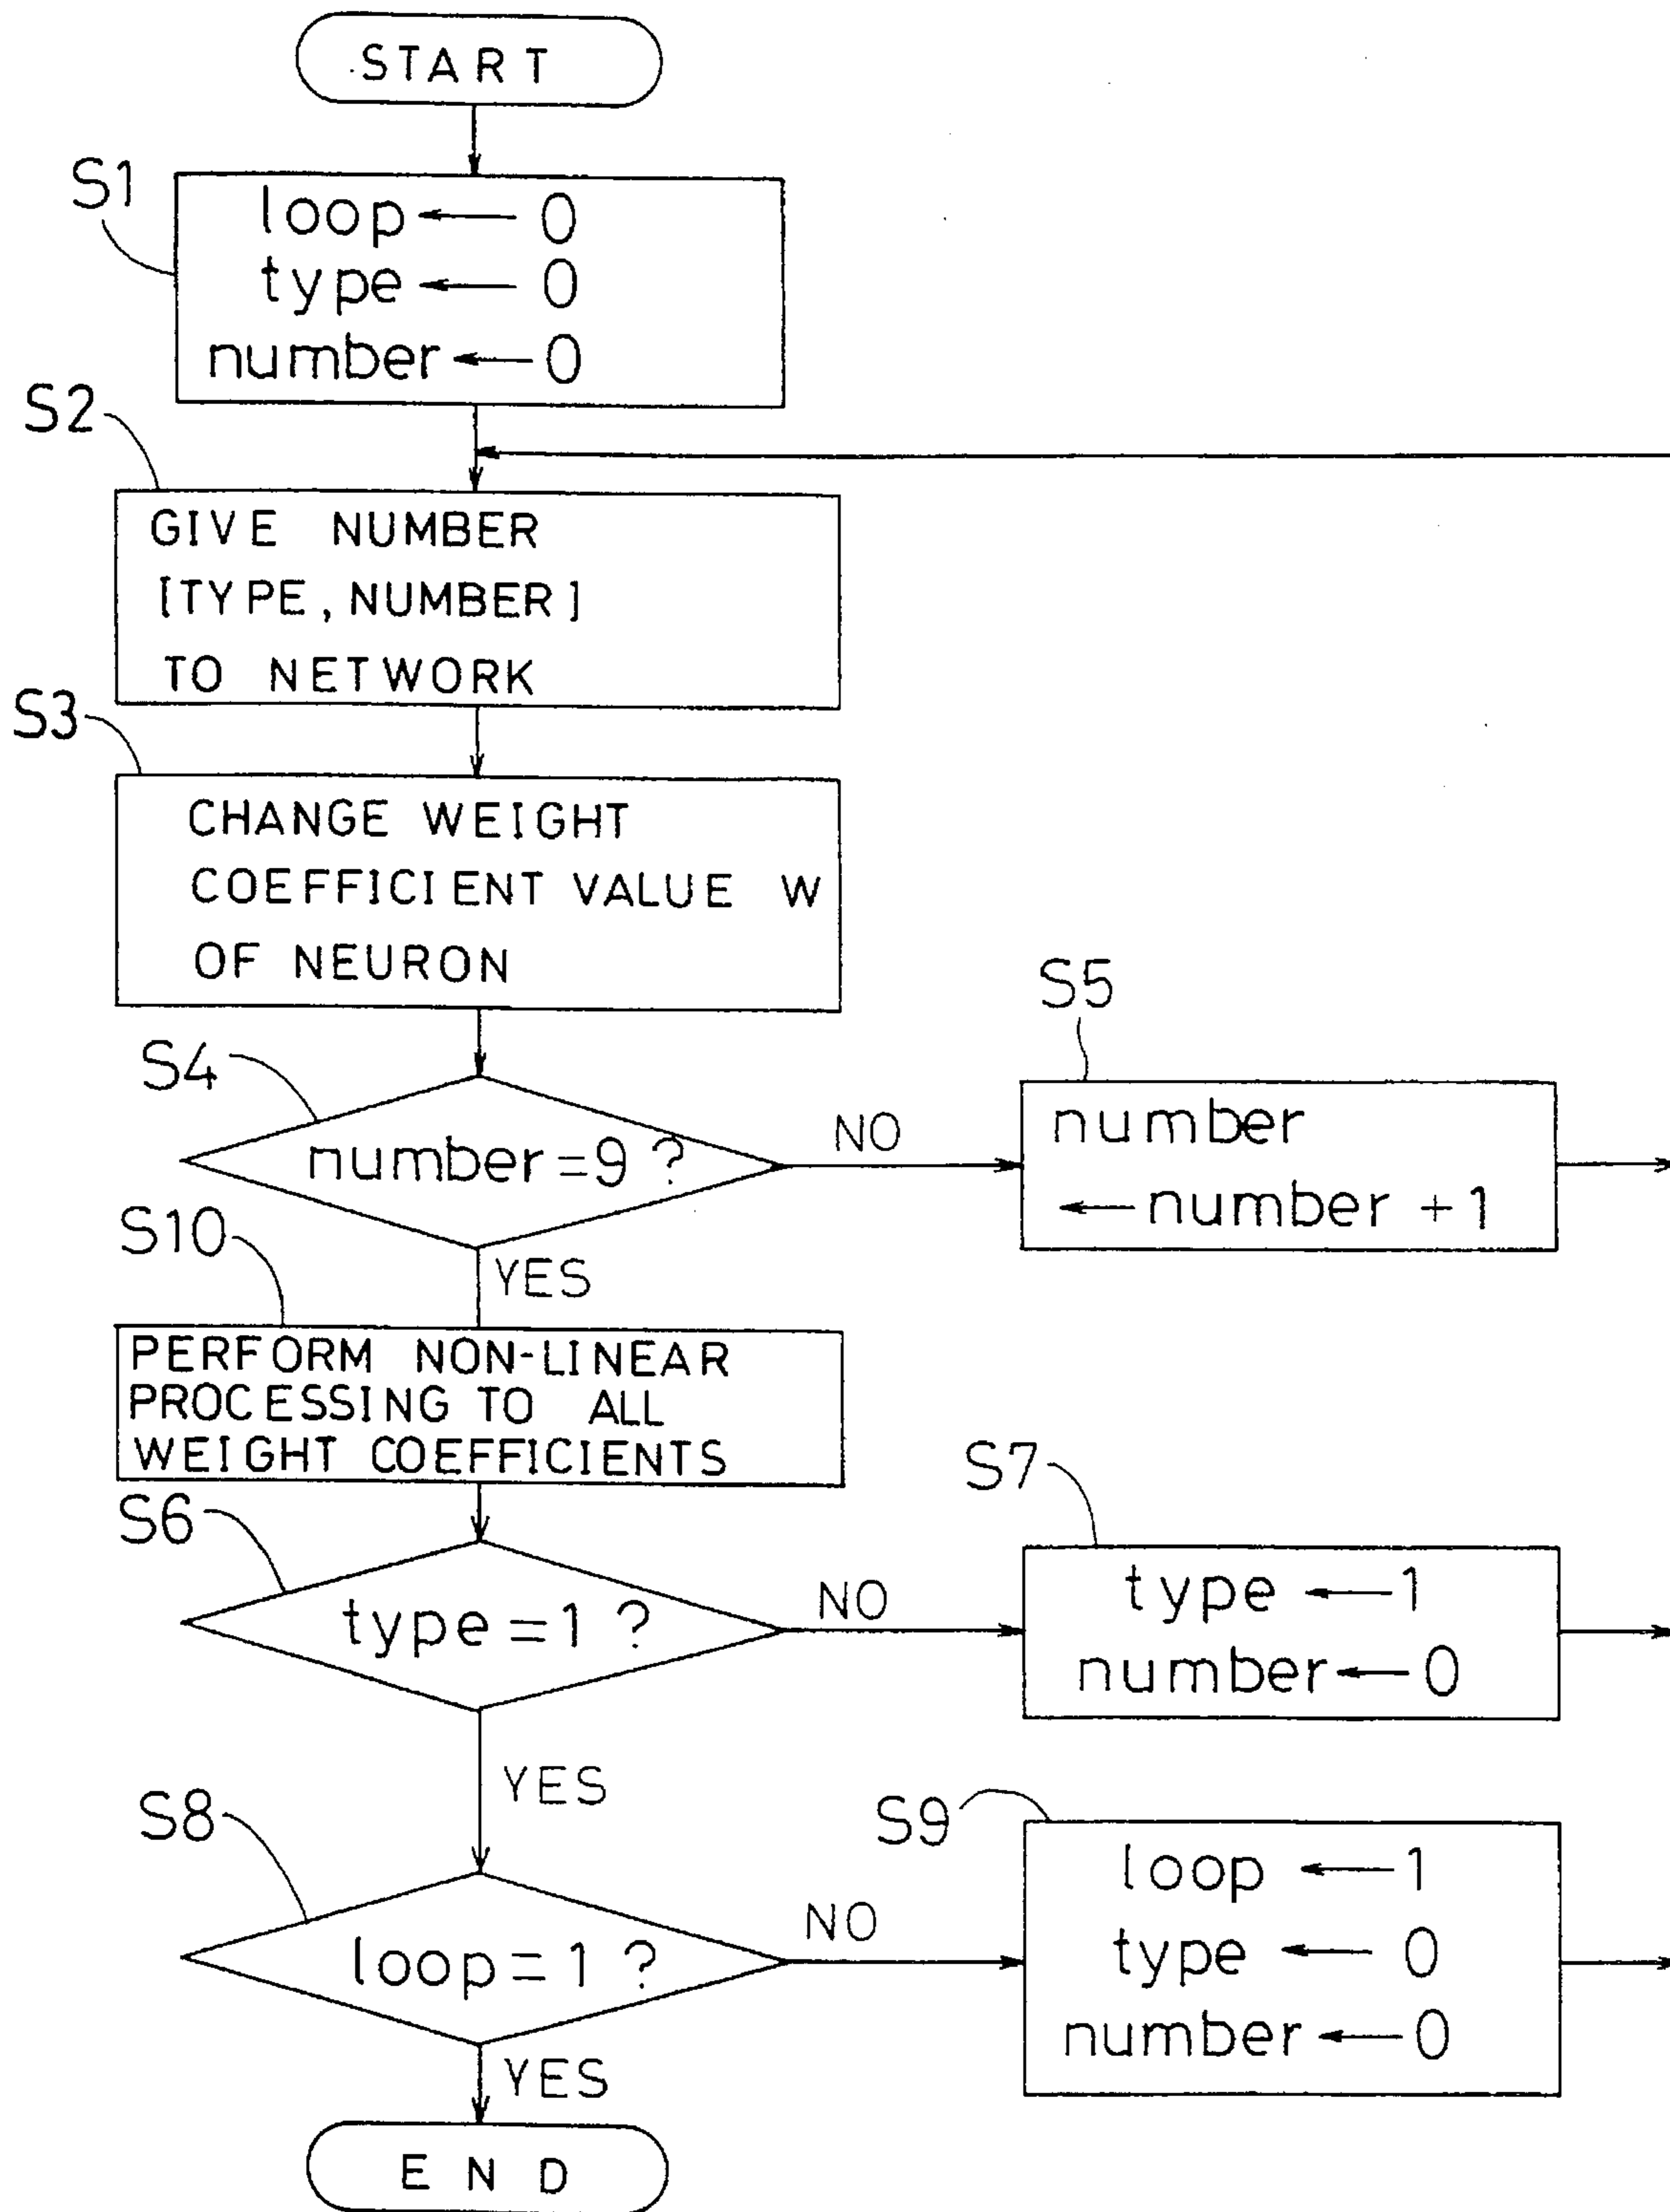 START
S1
loop ← 0
type ← 0
number ← 0
S2
GIVE NUMBER
[TYPE, NUMBER]
TO NETWORK
S3
CHANGE WEIGHT
COEFFICIENT VALUE W
OF NEURON
S4
number = 9 ?
NO
S5
number
← number + 1
YES
S10
PERFORM NON-LINEAR
PROCESSING TO ALL
WEIGHT COEFFICIENTS
S6
type = 1 ?
NO
S7
type ← 1
number ← 0
YES
S8
loop = 1 ?
NO
S9
loop ← 1
type ← 0
number ← 0
YES
END